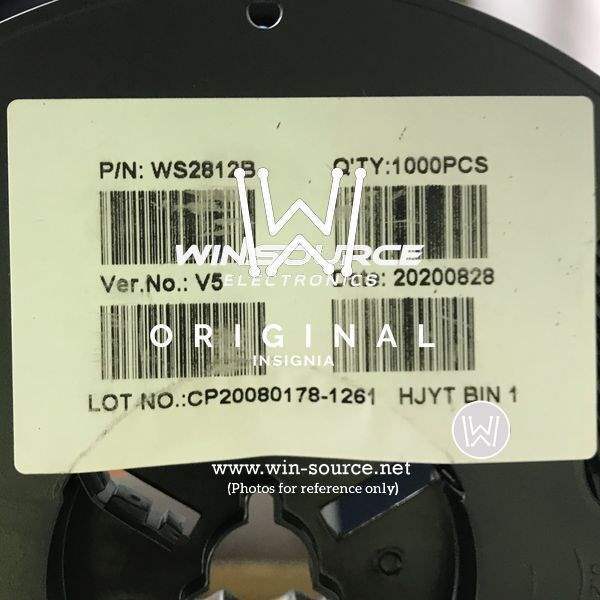 P/N: WS2812B Q'TY:1000PCS
WINSOURCE
ELECTRONICS
Ver.No.: V5 Date: 20200828
ORIGINAL
INSIGNIA
LOT NO.:CP20080178-1261 HJYT BIN 1
W
www.win-source.net
(Photos for reference only)